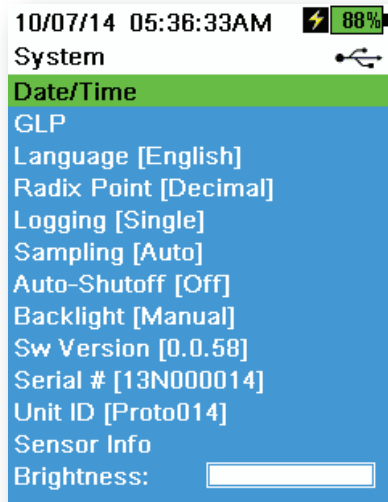 10/07/14 05:36:33AM 88%
System
Date/Time
GLP
Language [English]
Radix Point [Decimal]
Logging [Single]
Sampling [Auto]
Auto-Shutoff [Off]
Backlight [Manual]
Sw Version [0.0.58]
Serial # [13N000014]
Unit ID [Proto014]
Sensor Info
Brightness: